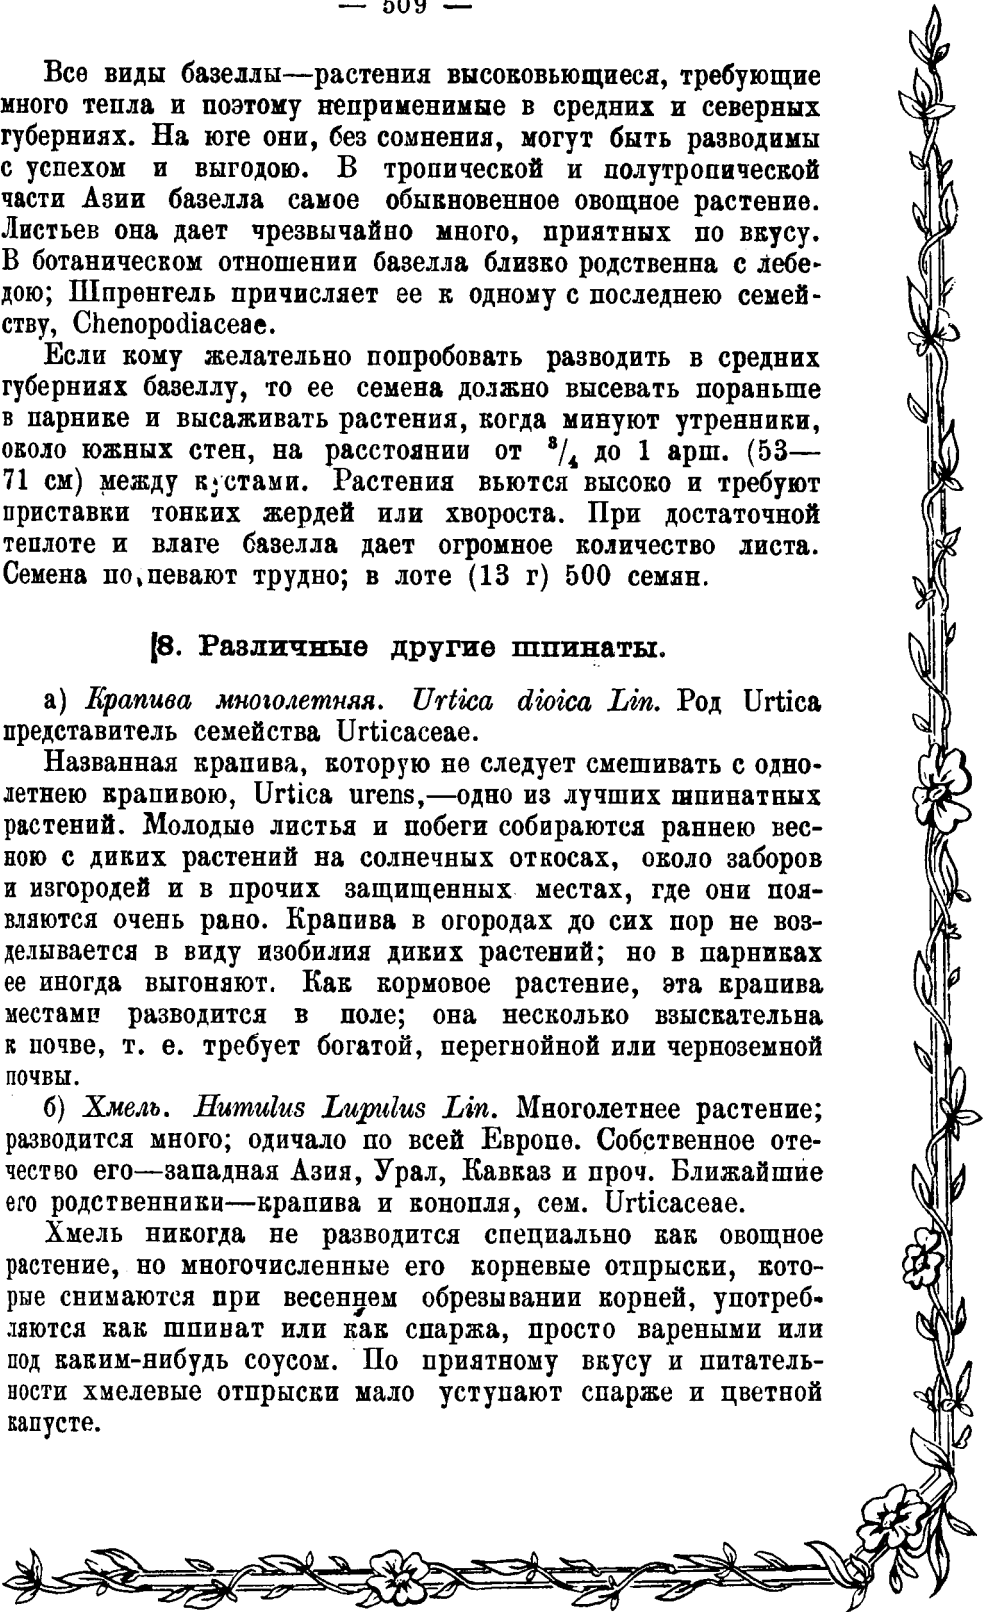 — 509 —
Все виды базеллы—растения высоковьющиеся, требующие
много тепла и поэтому неприменимые в средних и северных
губерниях. На юге они, без сомнения, могут быть разводимы
с успехом и выгодою. В тропической и полутропической
части Азии базелла самое обыкновенное овощное растение.
Листьев она дает чрезвычайно много, приятных по вкусу.
В ботаническом отношении базелла близко родственна с лебе-
дою; Шпренгель причисляет ее к одному с последнею семей-
ству, Chenopodiaceae.
Если кому желательно попробовать разводить в средних
губерниях базеллу, то ее семена должно высевать пораньше
в парнике и высаживать растения, когда минуют утренники,
около южных стен, на расстоянии от 3/4 до 1 арш. (53—
71 см) между кустами. Растения вьются высоко и требуют
приставки тонких жердей или хвороста. При достаточной
теплоте и влаге базелла дает огромное количество листа.
Семена поспевают трудно; в лоте (13 г) 500 семян.
8. Различные другие шпинаты.
а) Крапива многолетняя. Urtica dioica Lin. Род Urtica
представитель семейства Urticaceae.
Названная крапива, которую не следует смешивать с одно-
летнею крапивою, Urtica urens,—одно из лучших шпинатных
растений. Молодые листья и побеги собираются раннею вес-
ною с диких растений на солнечных откосах, около заборов
и изгородей и в прочих защищенных местах, где они поя-
вляются очень рано. Крапива в огородах до сих пор не воз-
делывается в виду изобилия диких растений; но в парниках
ее иногда выгоняют. Как кормовое растение, эта крапива
местами разводится в поле; она несколько взыскательна
к почве, т. е. требует богатой, перегнойной или черноземной
почвы.
б) Хмель. Humulus Lupulus Lin. Многолетнее растение;
разводится много; одичало по всей Европе. Собственное оте-
чество его—западная Азия, Урал, Кавказ и проч. Ближайшие
его родственники—крапива и конопля, сем. Urticaceae.
Хмель никогда не разводится специально как овощное
растение, но многочисленные его корневые отпрыски, кото-
рые снимаются при весеннем обрезывании корней, употреб-
ляются как шпинат или как спаржа, просто вареными или
под каким-нибудь соусом. По приятному вкусу и питатель-
ности хмелевые отпрыски мало уступают спарже и цветной
капусте.